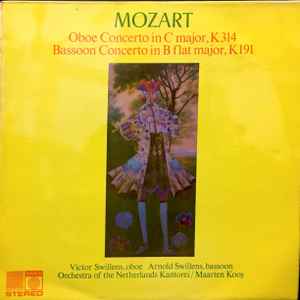 MOZART
Oboe Concerto in C major, K314
Bassoon Concerto in B flat major, K191
Victor Swillens, oboe Arnold Swillens, bassoon
Orchestra of the Netherlands Kantorei / Maarten Kooy
STEREO